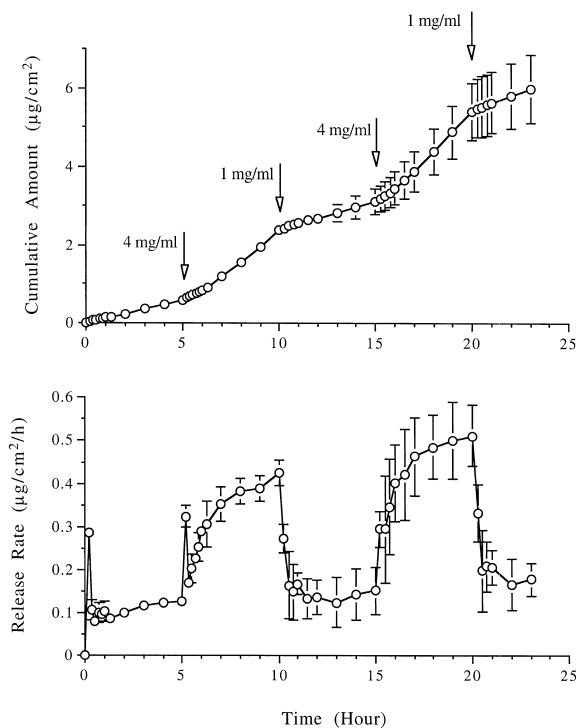 1 mg/ml
6
4 mg/ml
4
1 mg/ml
2
4 mg/ml
0
0 5 10 15 20 25
Cumulative Amount (μg/cm²)
0.6
0.5
0.4
0.3
0.2
0.1
0
0 5 10 15 20 25
Release Rate (μg/cm²/h)
Time (Hour)